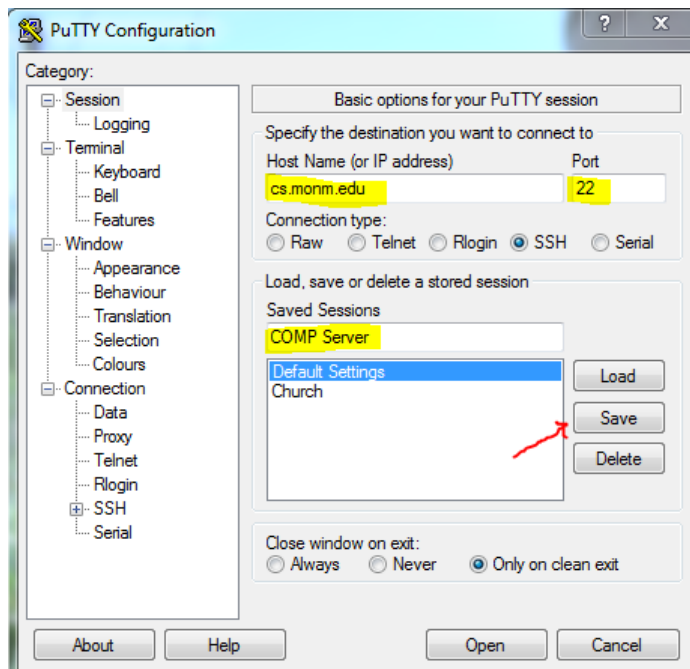 PuTTY Configuration
?
X
Category:
Session
Logging
Terminal
Keyboard
Bell
Features
Window
Appearance
Behaviour
Translation
Selection
Colours
Connection
Data
Proxy
Telnet
Rlogin
SSH
Serial
Basic options for your PuTTY session
Specify the destination you want to connect to
Host Name (or IP address) Port
cs.monm.edu 22
Connection type:
Raw Telnet Rlogin SSH Serial
Load, save or delete a stored session
Saved Sessions
COMP Server
Default Settings
Church
Load
Save
Delete
Close window on exit:
Always Never Only on clean exit
About Help Open Cancel